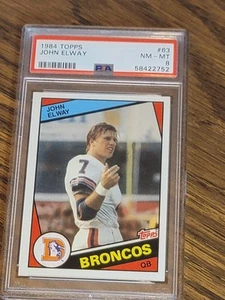 1984 TOPPS #63
JOHN ELWAY NM - MT
PSA 8
58422752
JOHN
ELWAY
7
Topps
BRONCOS
QB